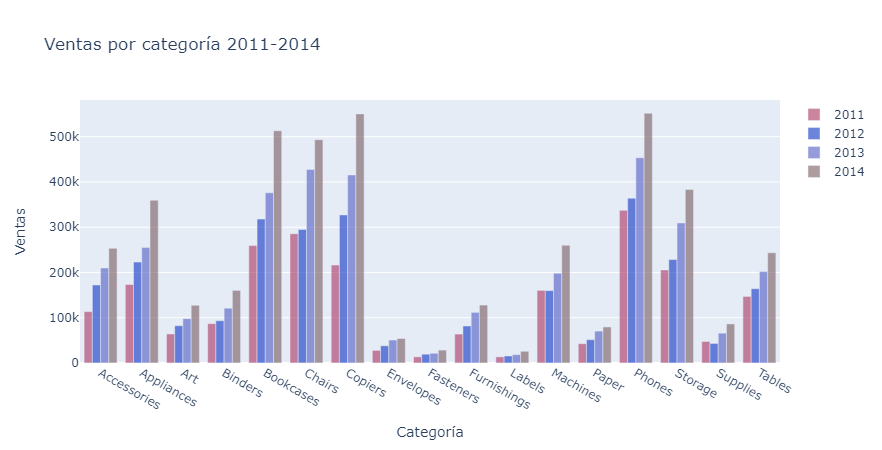 Ventas por categoría 2011-2014
2011
2012
2013
2014
500k
400k
300k
200k
100k
0
Ventas
Accessories
Appliances
Art
Binders
Bookcases
Chairs
Copiers
Envelopes
Fasteners
Furnishings
Labels
Machines
Paper
Phones
Storage
Supplies
Tables
Categoría